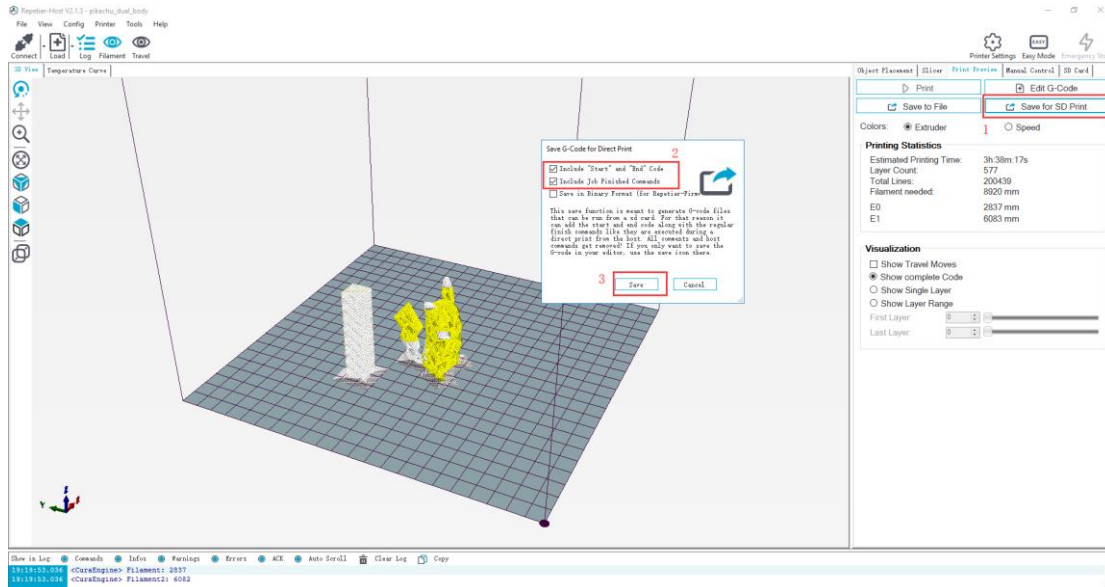 Repetier-Host V2.1.3 - pikachu_dual_body
File View Config Printer Tools Help
Connect Load Log Filament Travel
Printer Settings Easy Mode Emergency
EASY
3D View Temperature Curve
Object Placement Slicer Print Preview Manual Control SD Card
Print Edit G-Code
Save to File Save for SD Print
Colors: Extruder 1 Speed
Printing Statistics
Estimated Printing Time: 3h:38m:17s
Layer Count: 577
Total Lines: 200439
Filament needed: 8920 mm
E0 2837 mm
E1 6083 mm
Visualization
Show Travel Moves
Show complete Code
Show Single Layer
Show Layer Range
First Layer: 0
Last Layer: 0
Save G-Code for Direct Print
2
Include "Start" and "End" Code
Include Job Finished Commands
Save in Binary Format (for Repetier-Firm
This save function is meant to generate G-code files
that can be run from a sd card. For that reason it
can add the start and end code along with the regular
finish commands like they are executed during a
direct print from the host. All comments and host
commands get removed! If you only want to save the
G-code in your editor, use the save icon there.
3 Save Cancel
Show in Log: Commands Infos Warnings Errors ACK Auto Scroll Clear Log Copy
19:19:53.036 <CuraEngine> Filament: 2837
19:19:53.036 <CuraEngine> Filament2: 6082